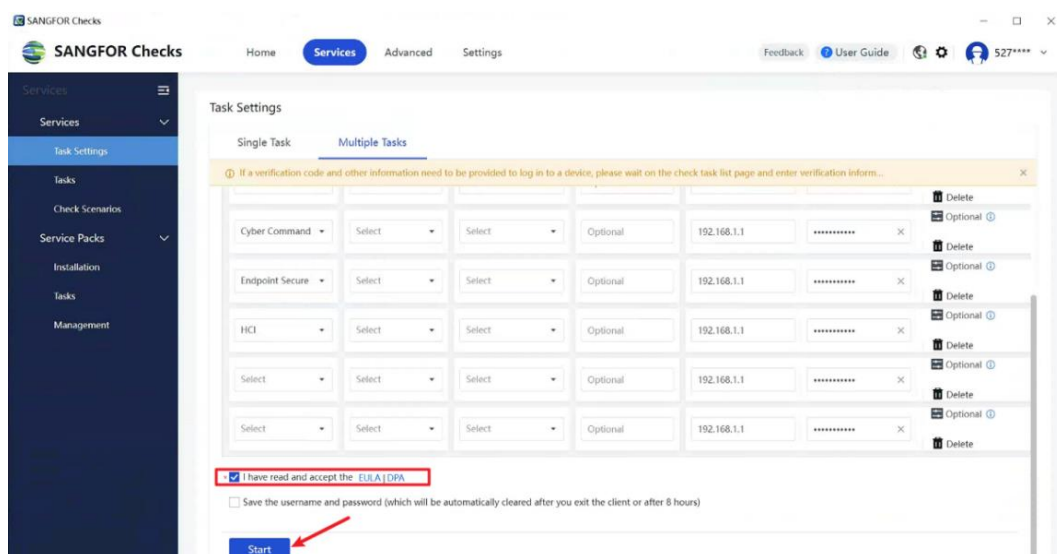 SANGFOR Checks
SANGFOR Checks Home Services Advanced Settings Feedback User Guide 527****
Services
Services
Task Settings
Tasks
Check Scenarios
Service Packs
Installation
Tasks
Management
Task Settings
Single Task Multiple Tasks
If a verification code and other information need to be provided to log in to a device, please wait on the check task list page and enter verification inform...
Delete
Cyber Command Select Select Optional 192.168.1.1 •••••••••••• Optional
Delete
Endpoint Secure Select Select Optional 192.168.1.1 •••••••••••• Optional
Delete
HCI Select Select Optional 192.168.1.1 •••••••••••• Optional
Delete
Select Select Select Optional 192.168.1.1 •••••••••••• Optional
Delete
Select Select Select Optional 192.168.1.1 •••••••••••• Optional
Delete
* I have read and accept the EULA | DPA
Save the username and password (which will be automatically cleared after you exit the client or after 8 hours)
Start